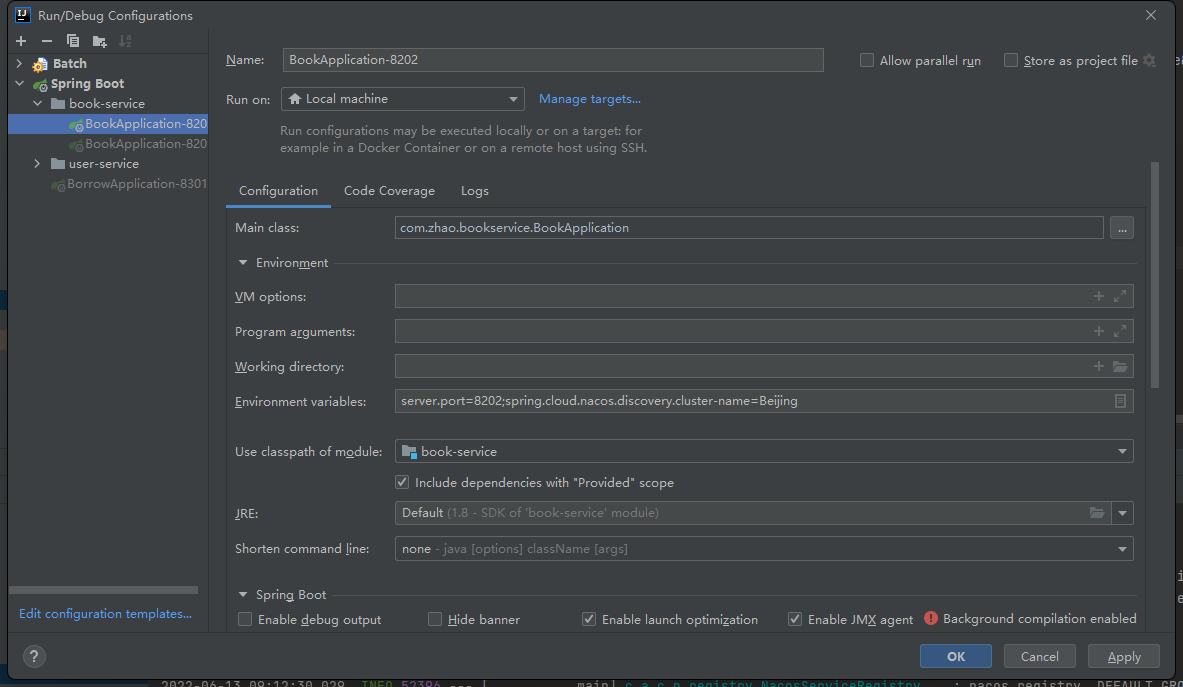 Run/Debug Configurations
Batch
Spring Boot
book-service
BookApplication-820
BookApplication-820
user-service
BorrowApplication-8301
Edit configuration templates...
Name: BookApplication-8202 Allow parallel run Store as project file
Run on: Local machine Manage targets...
Run configurations may be executed locally or on a target: for
example in a Docker Container or on a remote host using SSH.
Configuration Code Coverage Logs
Main class: com.zhao.bookservice.BookApplication ...
Environment
VM options:
Program arguments:
Working directory:
Environment variables: server.port=8202;spring.cloud.nacos.discovery.cluster-name=Beijing
Use classpath of module: book-service
Include dependencies with "Provided" scope
JRE: Default (1.8 - SDK of 'book-service' module)
Shorten command line: none - java [options] className [args]
Spring Boot
Enable debug output Hide banner Enable launch optimization Enable JMX agent Background compilation enabled
? OK Cancel Apply
2022-06-13 09:12:30.029 INFO 52396 --- [ main] c.a.c.n.registry.NacosServiceRegistry : nacos registry, DEFAULT_GRO